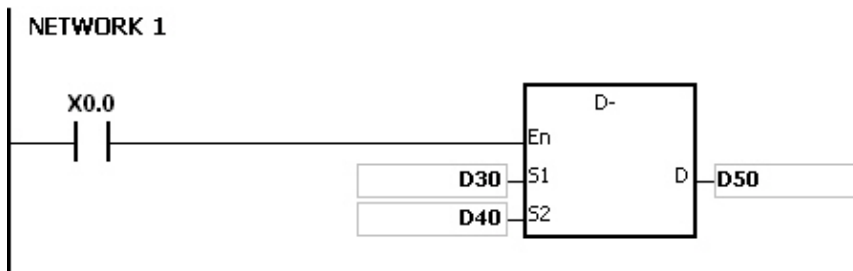 NETWORK 1
X0.0
D-
En
D30 S1 D D50
D40 S2